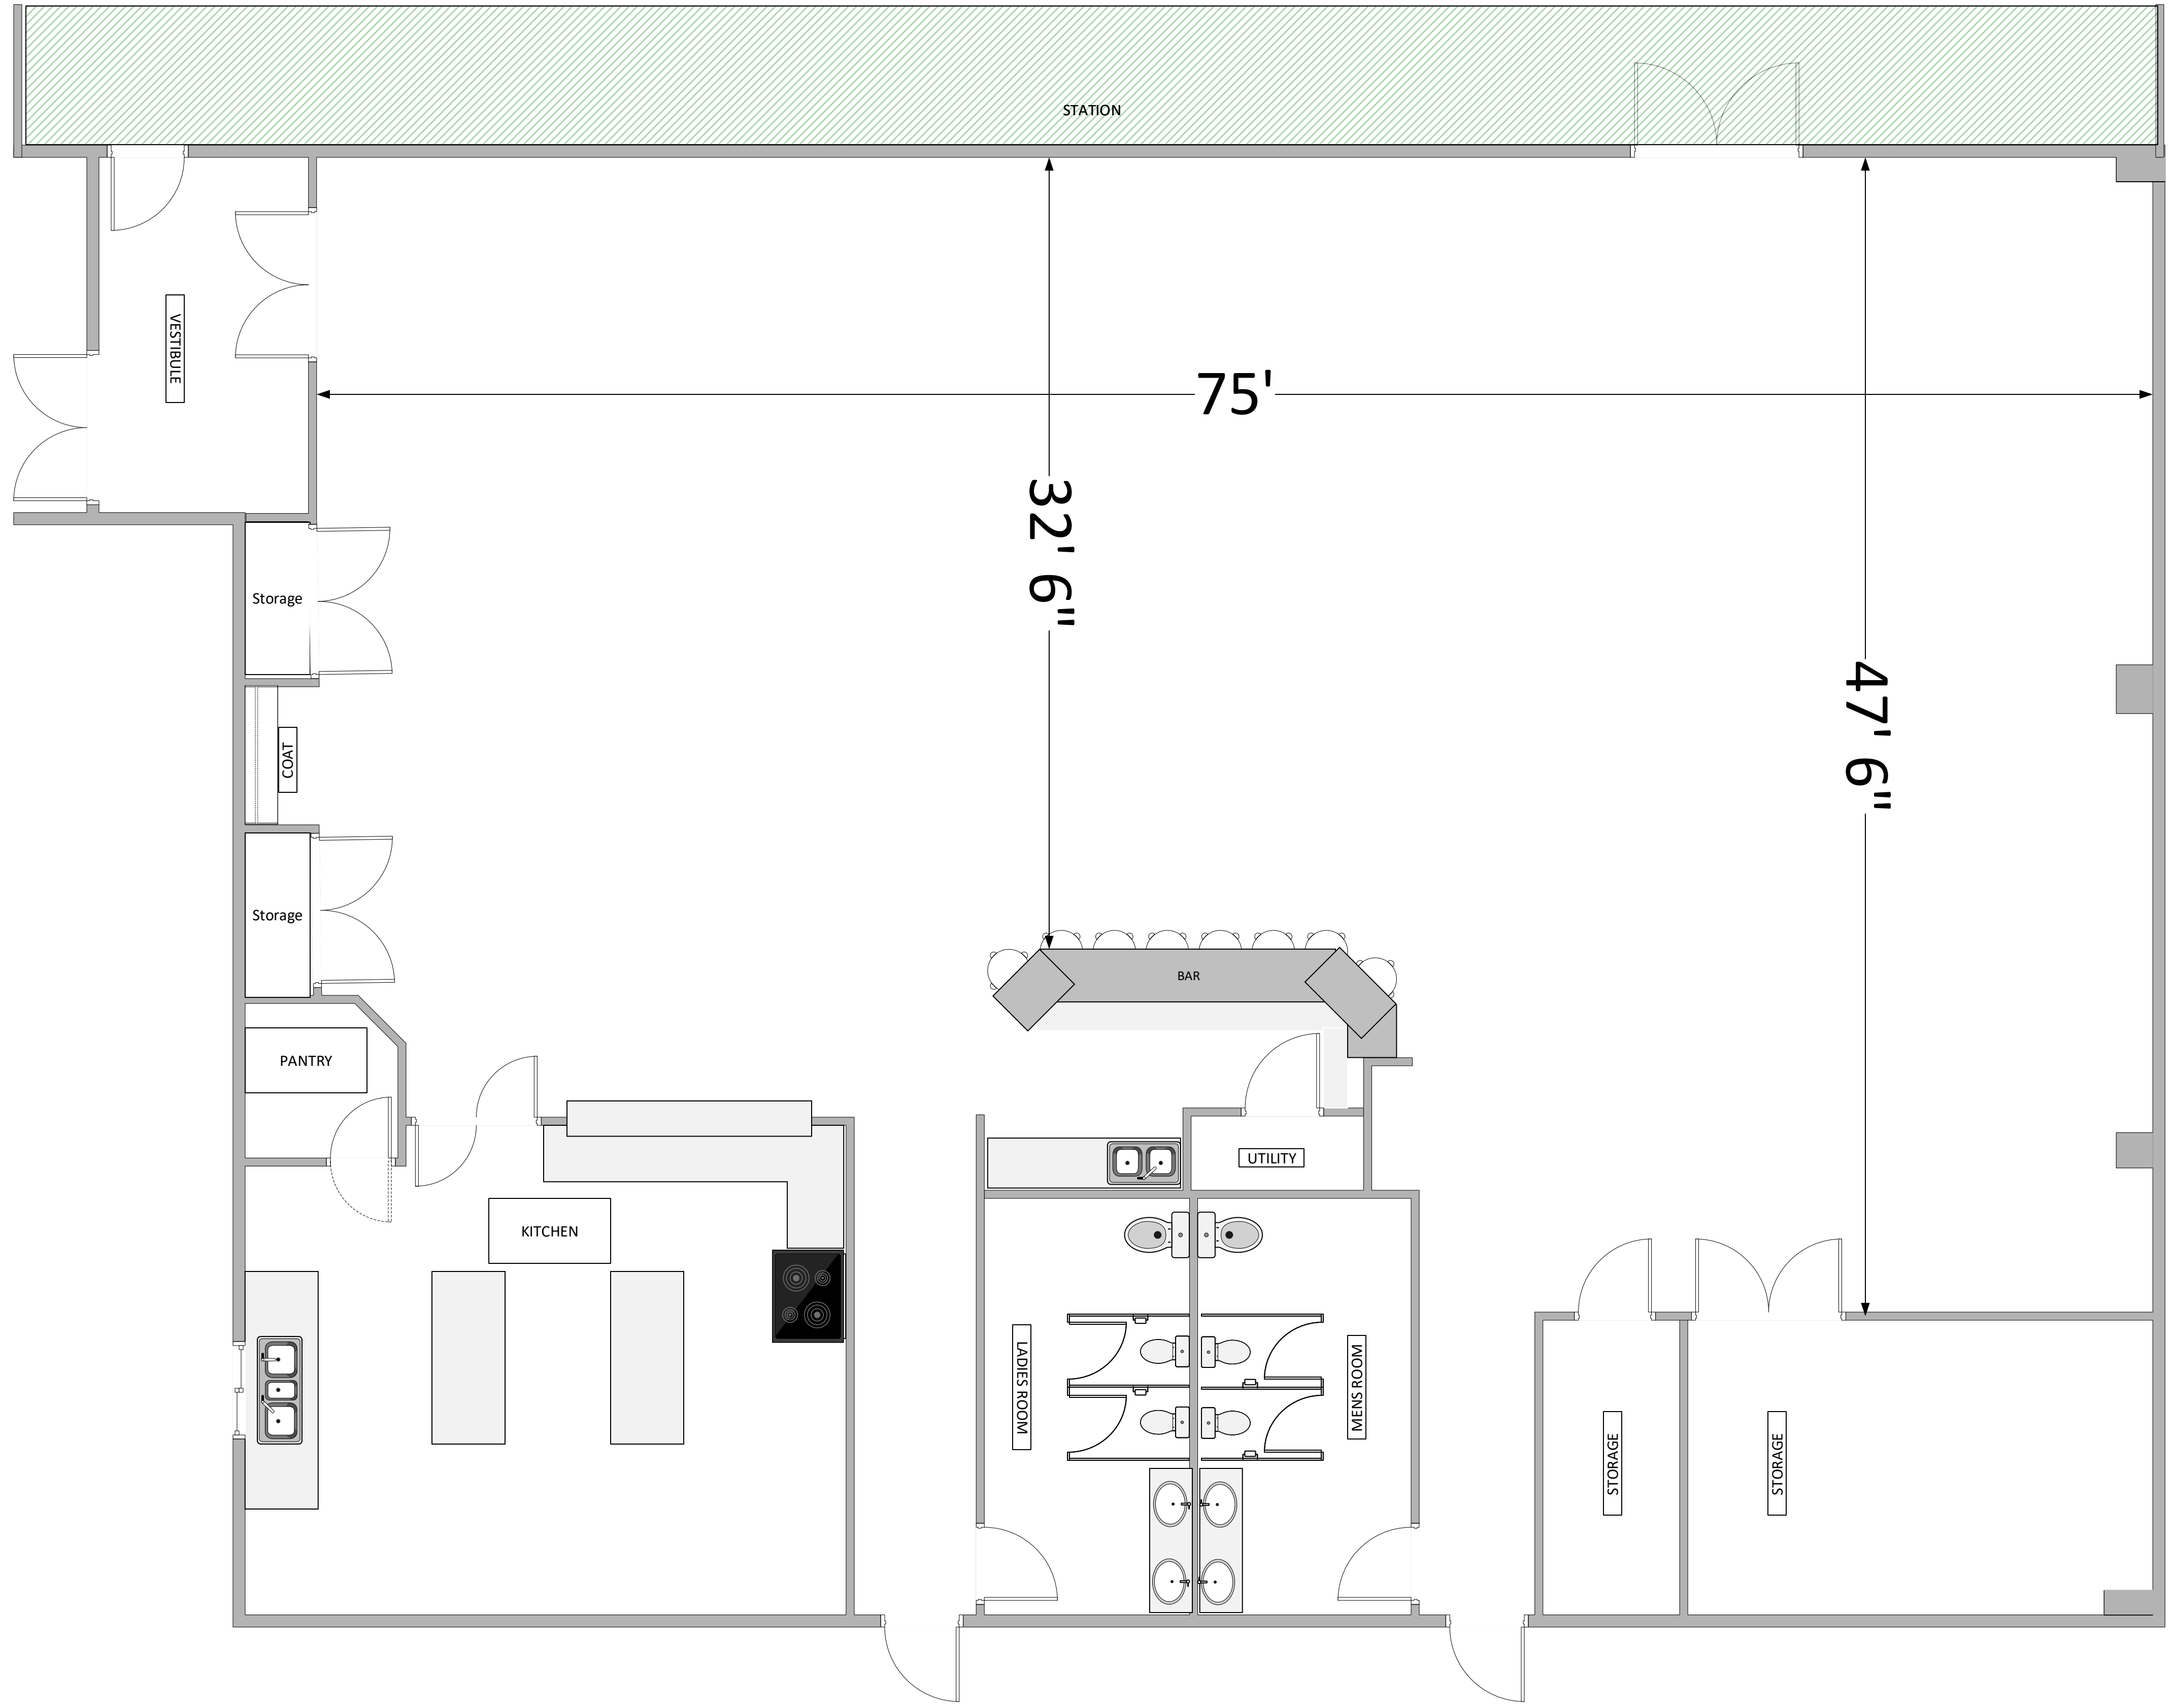 STATION
VESTIBULE
75'
32' 6"
Storage
47' 6"
COAT
Storage
BAR
PANTRY
UTILITY
KITCHEN
LADIES ROOM
MENS ROOM
STORAGE
STORAGE